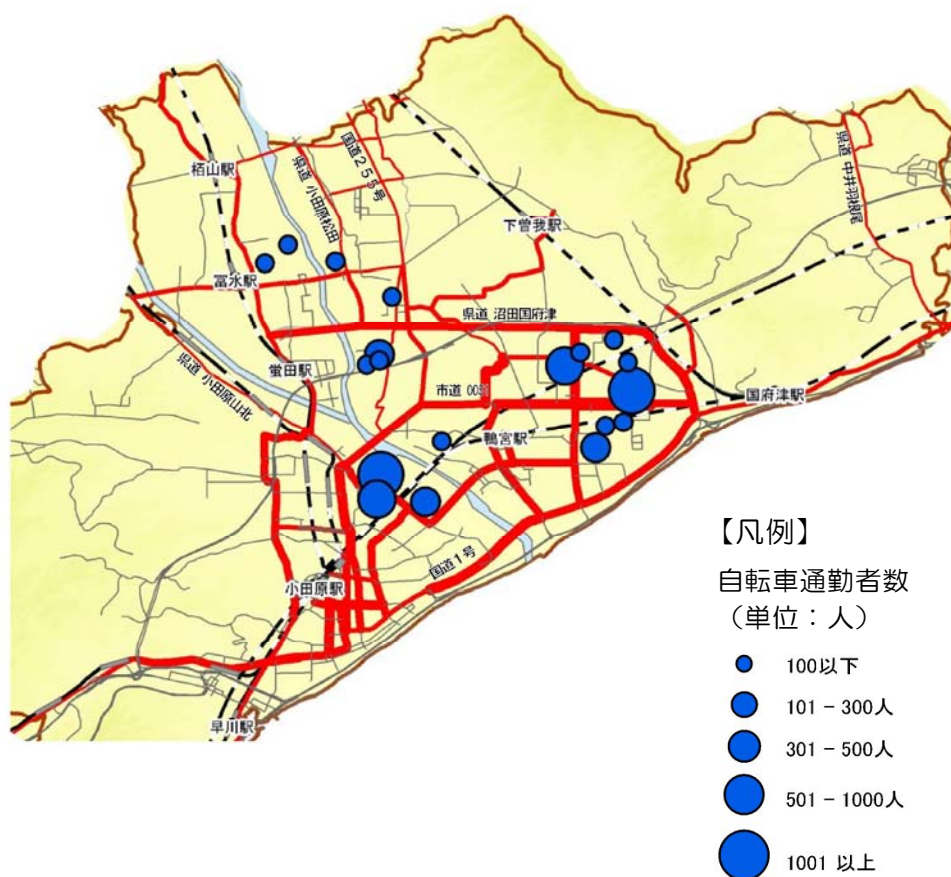 栢山駅
県道 小田原松田
国道255号
県道 中井羽根尾
下曽我駅
富水駅
県道 沼田国府津
蛍田駅
県道 小田原山北
市道 0031
国府津駅
鴨宮駅
国道1号
小田原駅
早川駅
【凡例】
自転車通勤者数
（単位：人）
100以下
101 - 300人
301 - 500人
501 - 1000人
1001 以上